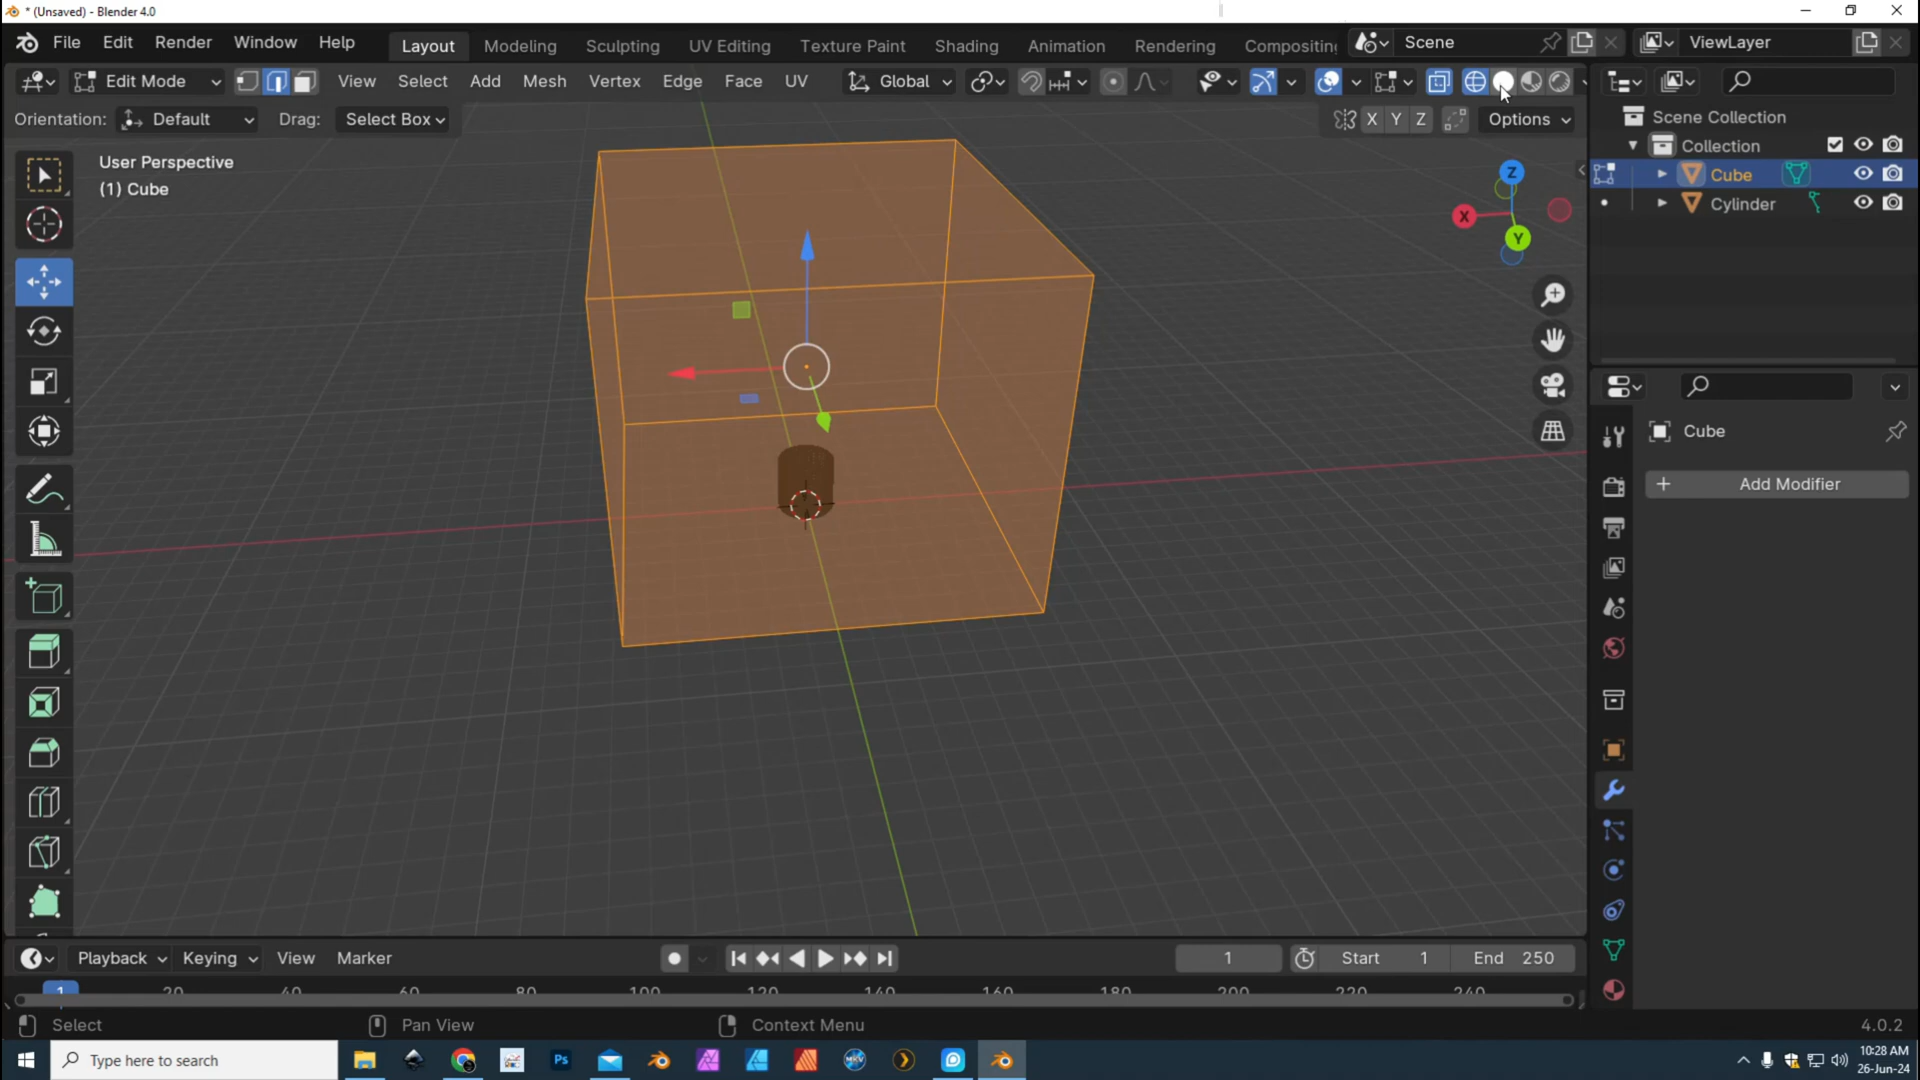 * (Unsaved) - Blender 4.0
File Edit Render Window Help Layout Modeling Sculpting UV Editing Texture Paint Shading Animation Rendering Compositing Scene ViewLayer
Edit Mode View Select Add Mesh Vertex Edge Face UV Global
Orientation: Default Drag: Select Box X Y Z Options
Scene Collection
Collection
Cube
Cylinder
User Perspective
(1) Cube
Z
X
Y
Cube
+ Add Modifier
Playback Keying View Marker 1 Start 1 End 250
1 20 40 60 80 100 120 140 160 180 200 220 240
Select Pan View Context Menu 4.0.2
Type here to search Ps MKV 10:28 AM
26-Jun-24